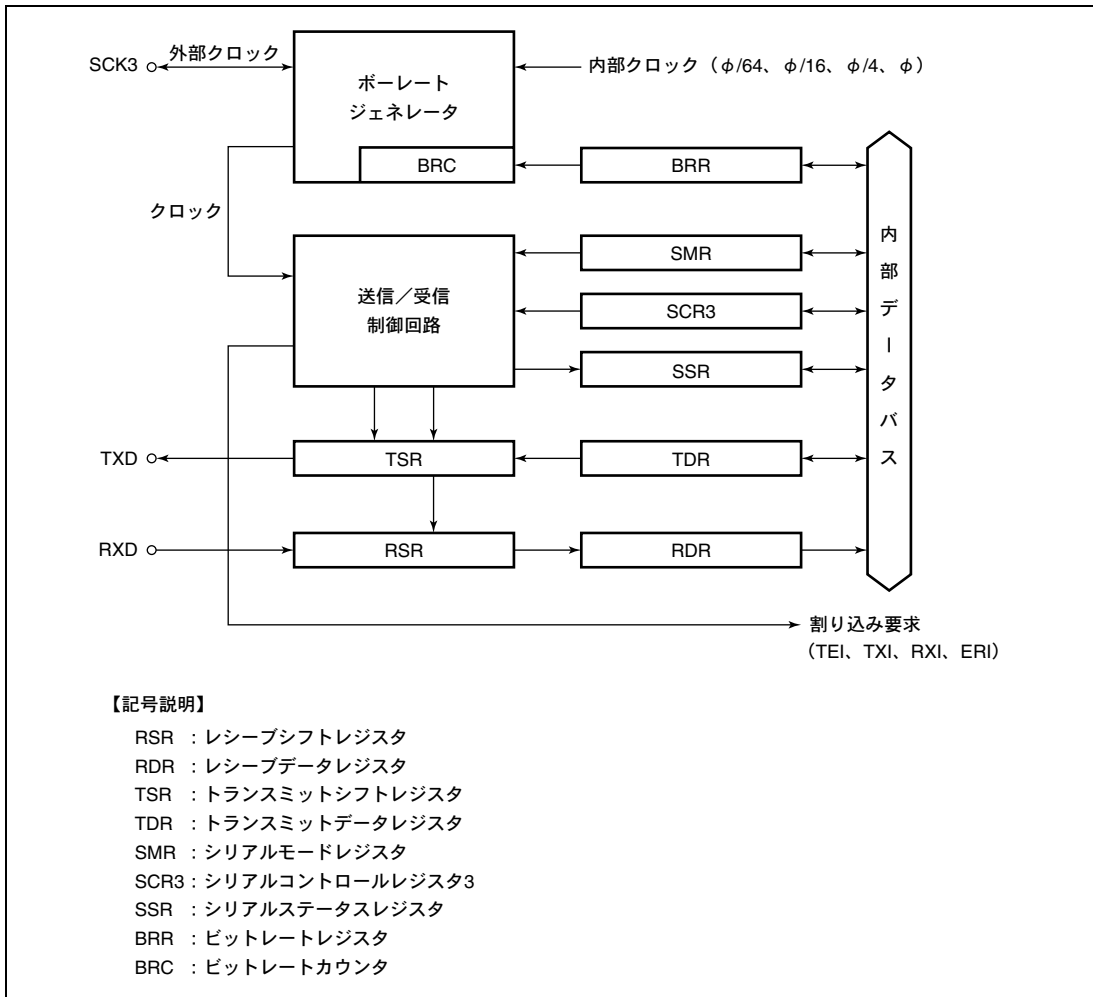 SCK3
外部クロック
ボーレート
ジェネレータ
内部クロック（φ/64、φ/16、φ/4、φ）
BRC
BRR
クロック
送信／受信
制御回路
SMR
SCR3
SSR
内部データバス
TXD
TSR
TDR
RXD
RSR
RDR
割り込み要求
（TEI、TXI、RXI、ERI）
【記号説明】
RSR ：レシーブシフトレジスタ
RDR ：レシーブデータレジスタ
TSR ：トランスミットシフトレジスタ
TDR ：トランスミットデータレジスタ
SMR ：シリアルモードレジスタ
SCR3：シリアルコントロールレジスタ3
SSR ：シリアルステータスレジスタ
BRR ：ビットレートレジスタ
BRC ：ビットレートカウンタ